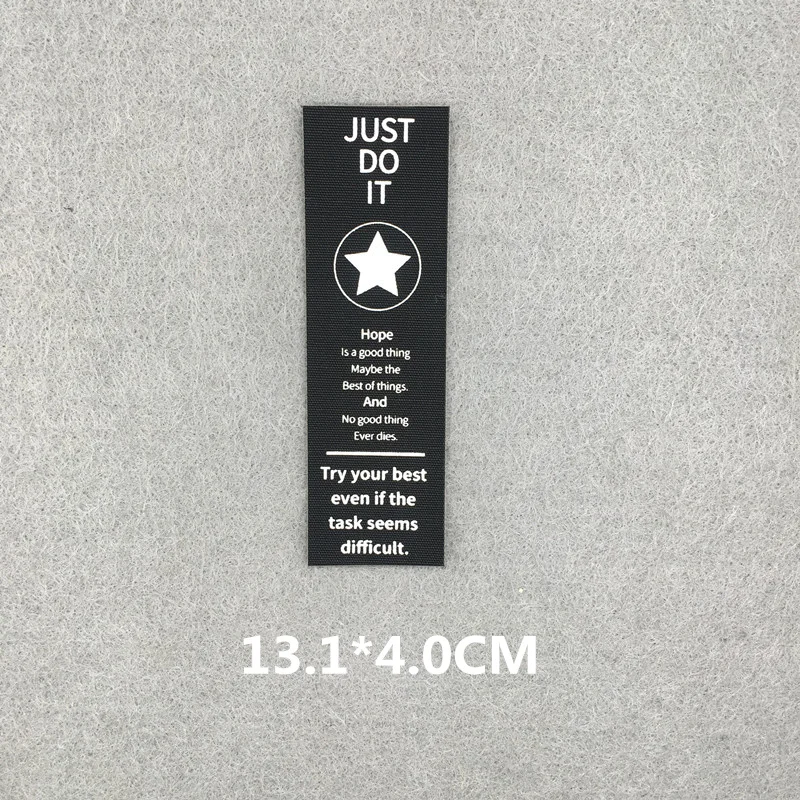 JUST
DO
IT
Hope
Is a good thing
Maybe the
Best of things.
And
No good thing
Ever dies.
Try your best
even if the
task seems
difficult.
13.1*4.0CM